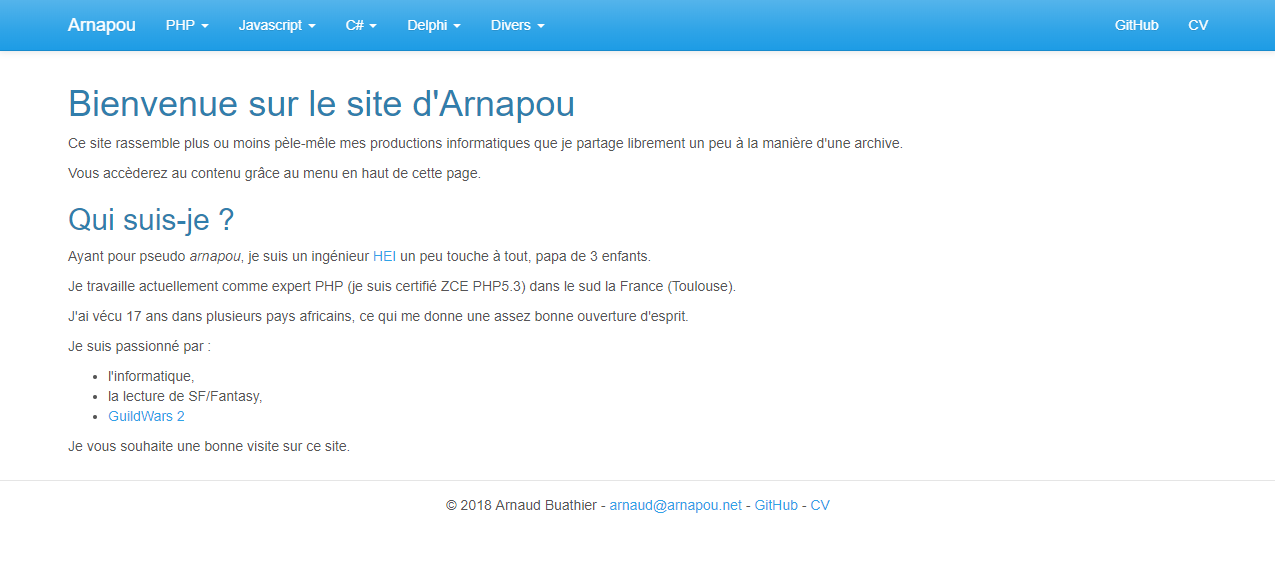 Arnapou PHP Javascript C# Delphi Divers GitHub CV
Bienvenue sur le site d'Arnapou
Ce site rassemble plus ou moins pèle-mêle mes productions informatiques que je partage librement un peu à la manière d'une archive.
Vous accèderez au contenu grâce au menu en haut de cette page.
Qui suis-je ?
Ayant pour pseudo arnapou, je suis un ingénieur HEI un peu touche à tout, papa de 3 enfants.
Je travaille actuellement comme expert PHP (je suis certifié ZCE PHP5.3) dans le sud la France (Toulouse).
J'ai vécu 17 ans dans plusieurs pays africains, ce qui me donne une assez bonne ouverture d'esprit.
Je suis passionné par :
• l'informatique,
• la lecture de SF/Fantasy,
• GuildWars 2
Je vous souhaite une bonne visite sur ce site.
© 2018 Arnaud Buathier - arnaud@arnapou.net - GitHub - CV